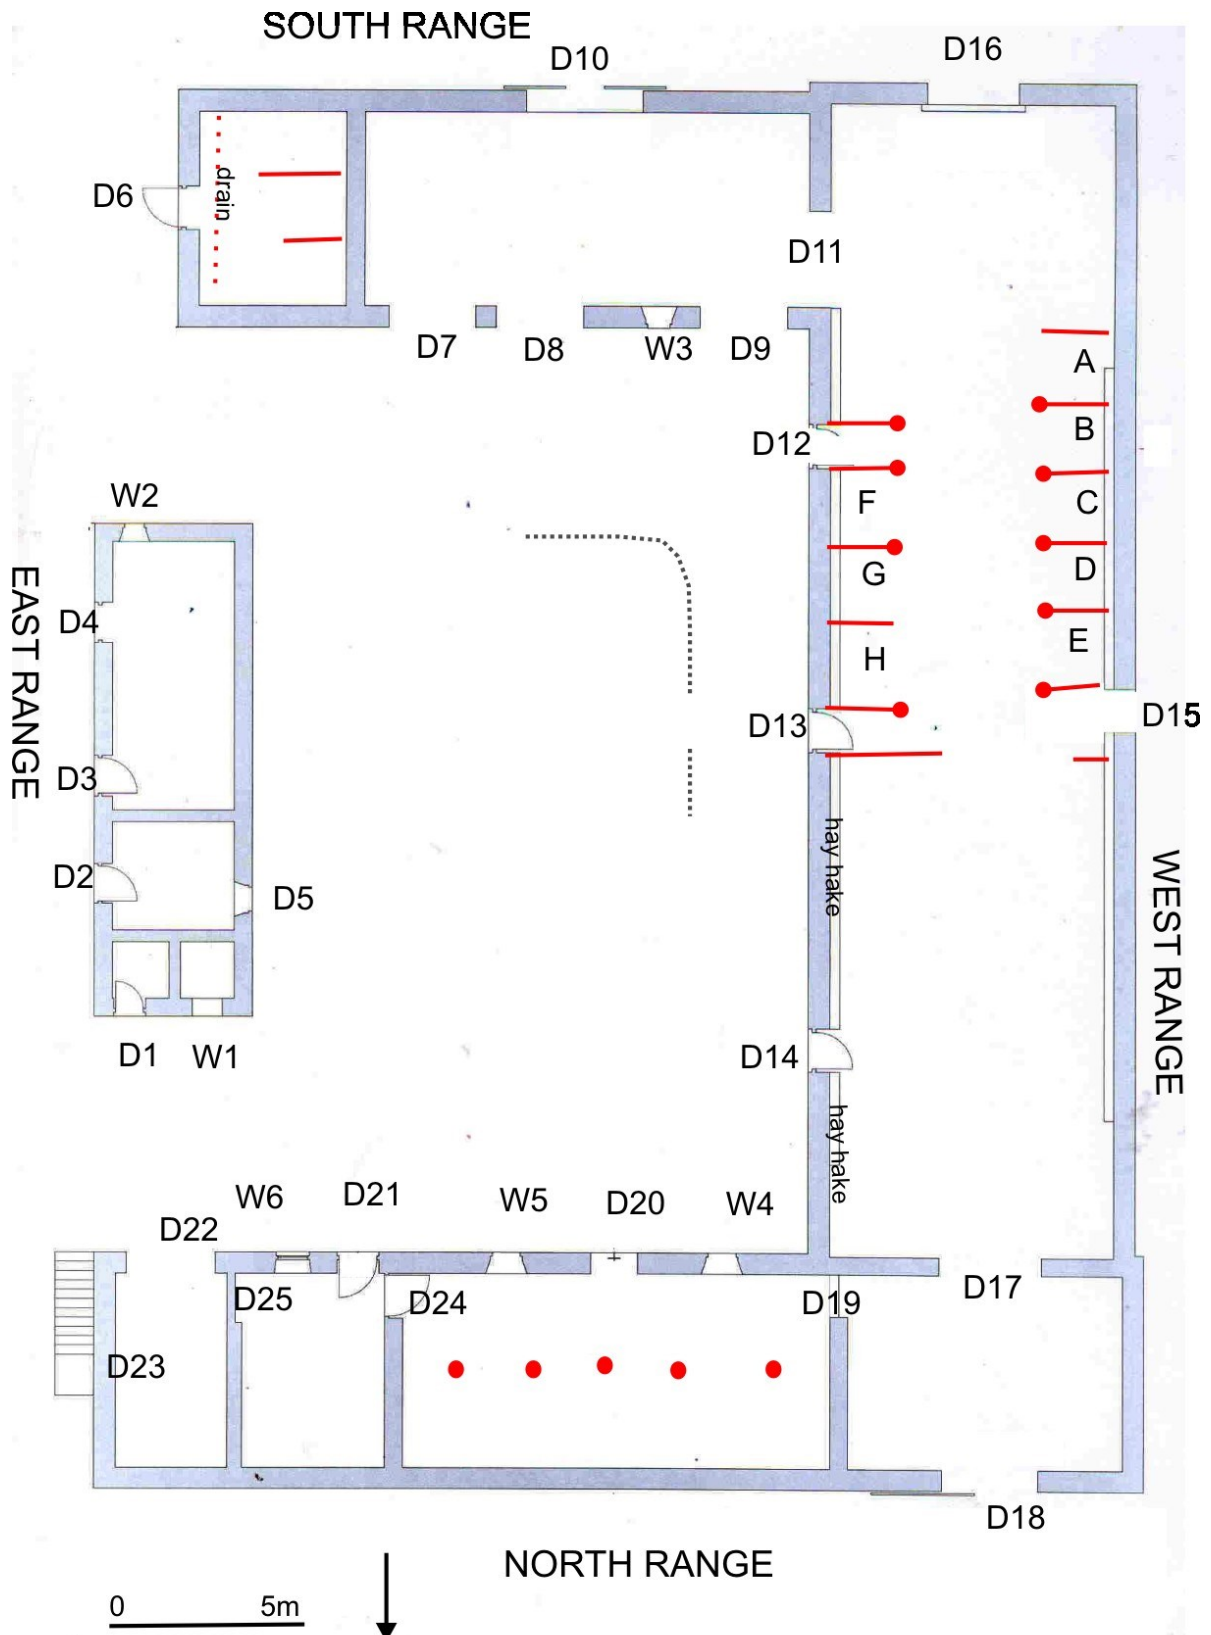 SOUTH RANGE
D10
D16
D6
drain
D11
D7
D8
W3
D9
A
B
D12
C
F
W2
D
G
EAST RANGE
D4
E
H
D13
D15
D3
hay hake
D2
D5
WEST RANGE
D1
W1
D14
hay hake
W6
D21
W5
D20
W4
D22
D25
D24
D19
D17
D23
D18
NORTH RANGE
0 5m